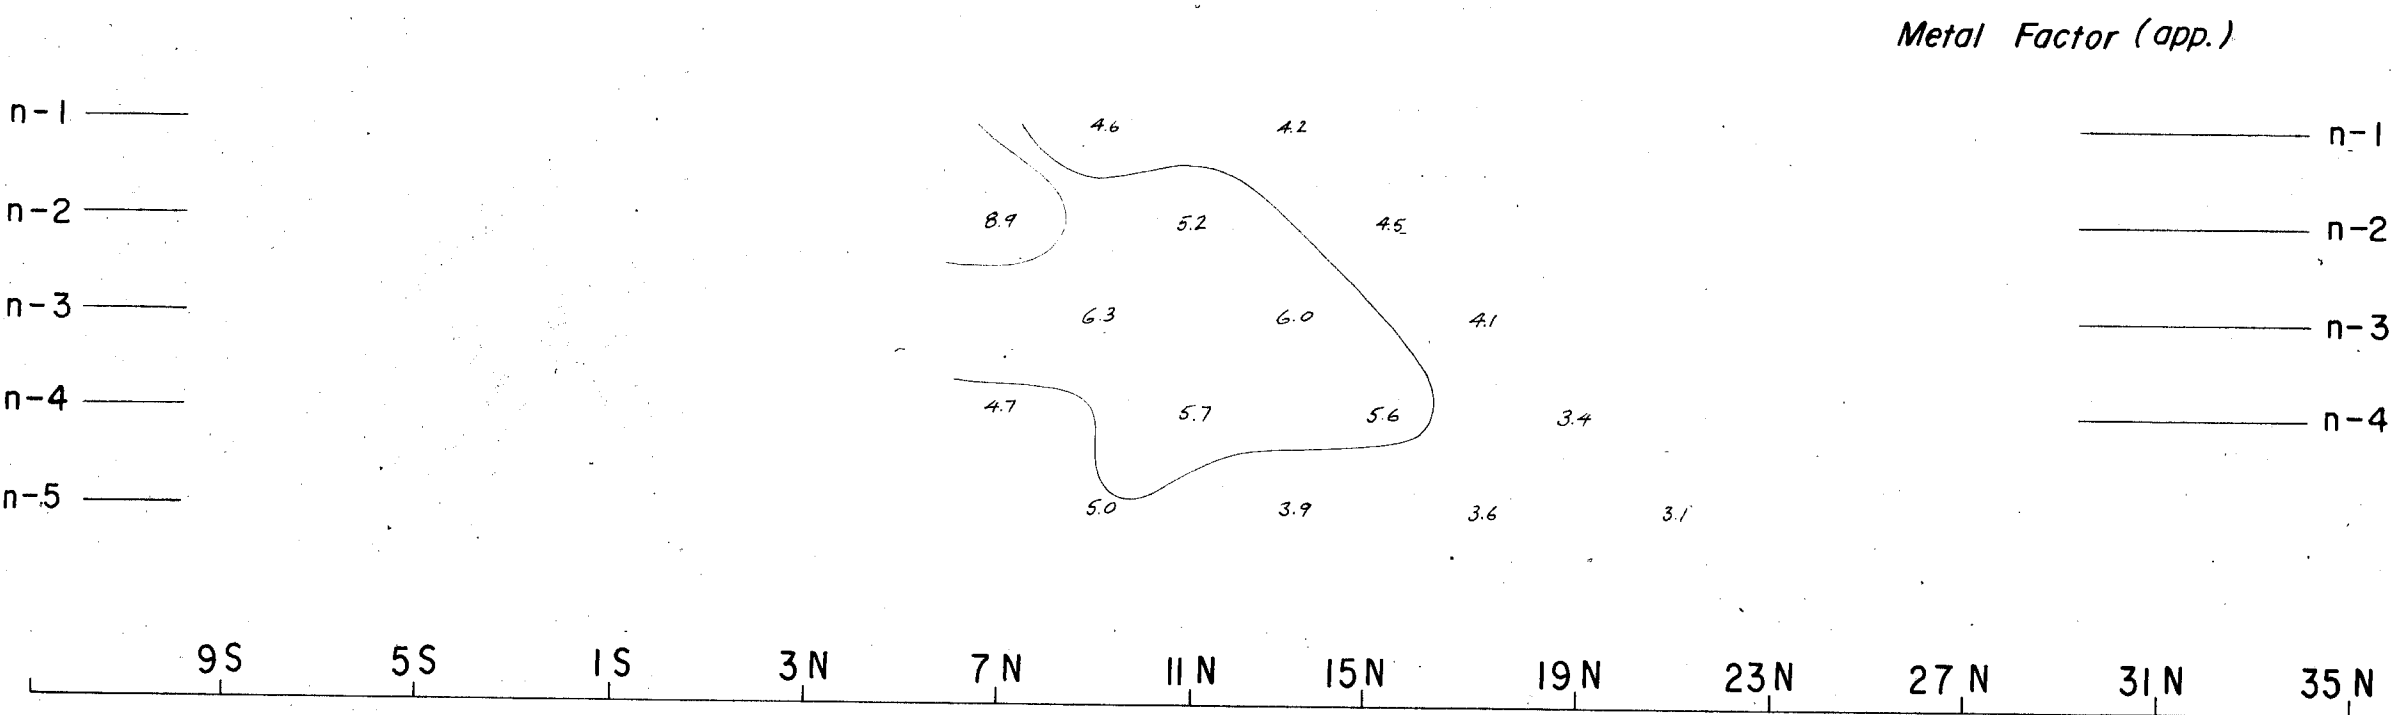 Metal Factor (app.)
n-1 4.6 4.2 n-1
n-2 8.9 5.2 4.5 n-2
n-3 6.3 6.0 4.1 n-3
n-4 4.7 5.7 5.6 3.4 n-4
n-5 5.0 3.9 3.6 3.1
9S 5S 1S 3N 7N 11N 15N 19N 23N 27N 31N 35N